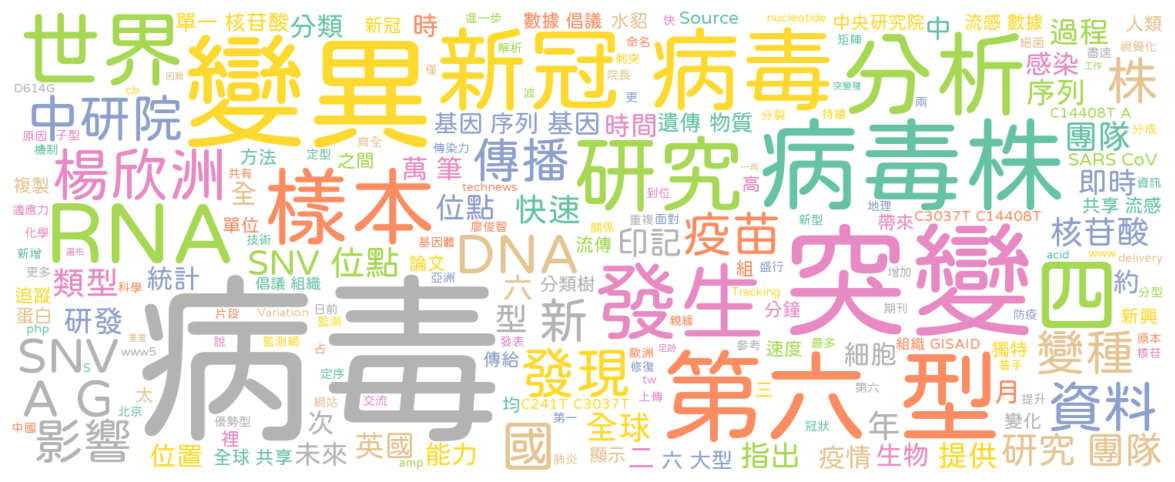 世界
變異
新冠 病毒
分析
單一 核苷酸
分類
新冠
時
進一步
解析
數據 倡議
水貂
快
Source
命名
nucleotide
矩陣
中央研究院
中
流感 數據
細菌
過程
人類
視覺化
盡速
D614G
困難
cb
僅
刺突
院長
波
更
突變種
工作
感染
株
序列
兩
中研院
原因
子型
機制
基因 序列 基因
時間
遺傳 物質
分裂
持續
C14408T A
團隊
分成
傳染力
齊全
萬 筆
傳播
研究
病毒株
SARS CoV
即時
資訊
楊欣洲
方法
定型
之間
共有
全
複製
適應力
technews
一再
高
到位
地理
共享 流感
樣本
位點
快速
廖俊智
重複
面對
關係
新型
帶來
C3037T C14408T
核苷酸
RNA
化學
單位
技術
基因體
流傳
印記
疫苗
新增
遍布
DNA
SNV 位點
論文
亞洲
倡議 組織
分類樹
組
盛行
增加
acid
www
delivery
突變
四
更多
科學
類型
統計
六
發生
Tracking
分鐘
期刊
約
分型
追蹤
蛋白
php
研發
片段
Variation
日前
監測
型
新
親緣
防疫
新興
重重
說
監測網
占
發表
歐洲
修復
足跡
參考
速度
最多
組織 GISAID
獨特
著手
原本
核苷
SNV
S
www5
傳給
發現
tw
上傳
細胞
變種
病毒
第六型
A G
太
定序
網站
交流
三
第六
月
提升
資料
北京
優勢型
次
均
C241T C3037T
第一
全球
冠狀
年
變化
中國
影響
裡
位置
全球 共享
未來
英國
amp
能力
國
肺炎
顯示
二
六 大型
指出
疫情
生物
提供
研究 團隊